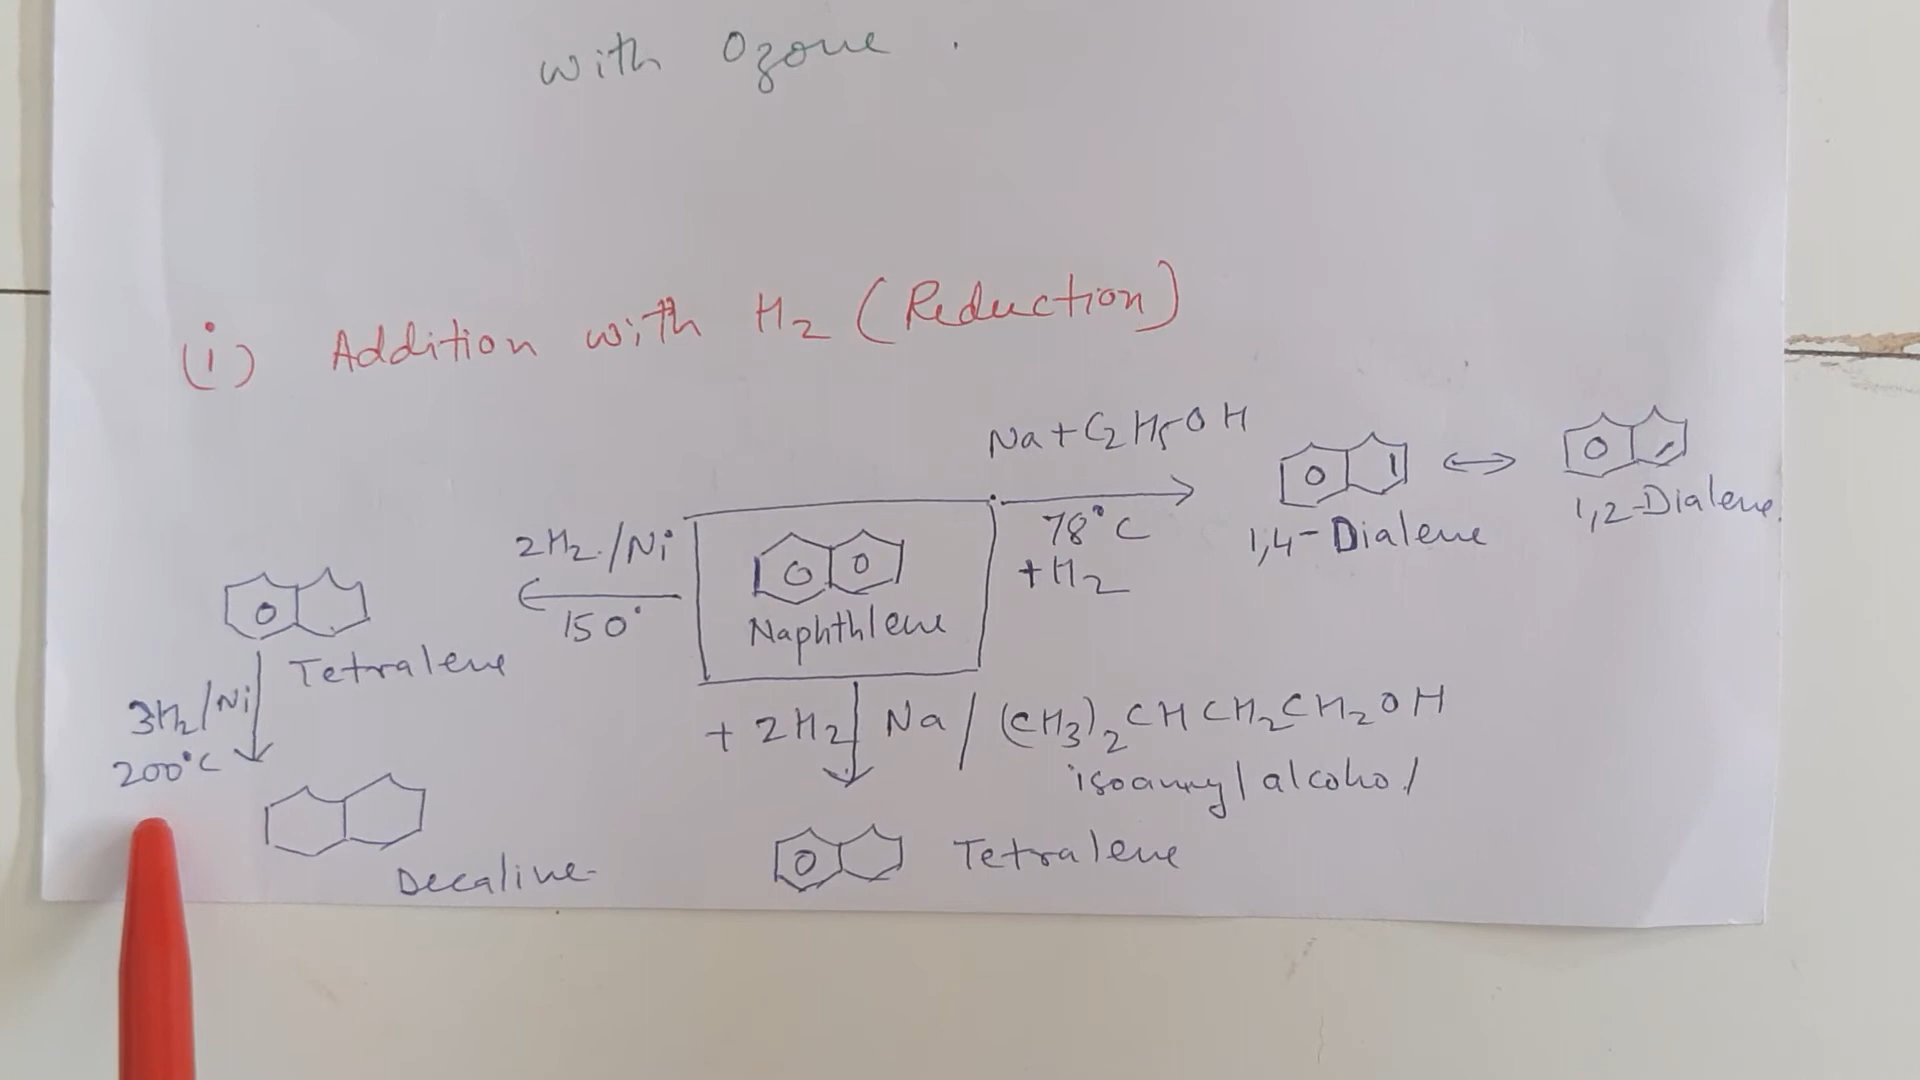 with Ozone .
(i) Addition with H2 (Reduction)
Na + C2H5OH
78°C
+H2
1,4-Dialene
1,2-Dialene.
2H2/Ni
150°
Naphthlene
Tetralene
3H2/Ni
200°C
+ 2H2 Na / (CH3)2CHCH2CH2OH
isoamyl alcohol
Decaline
Tetralene